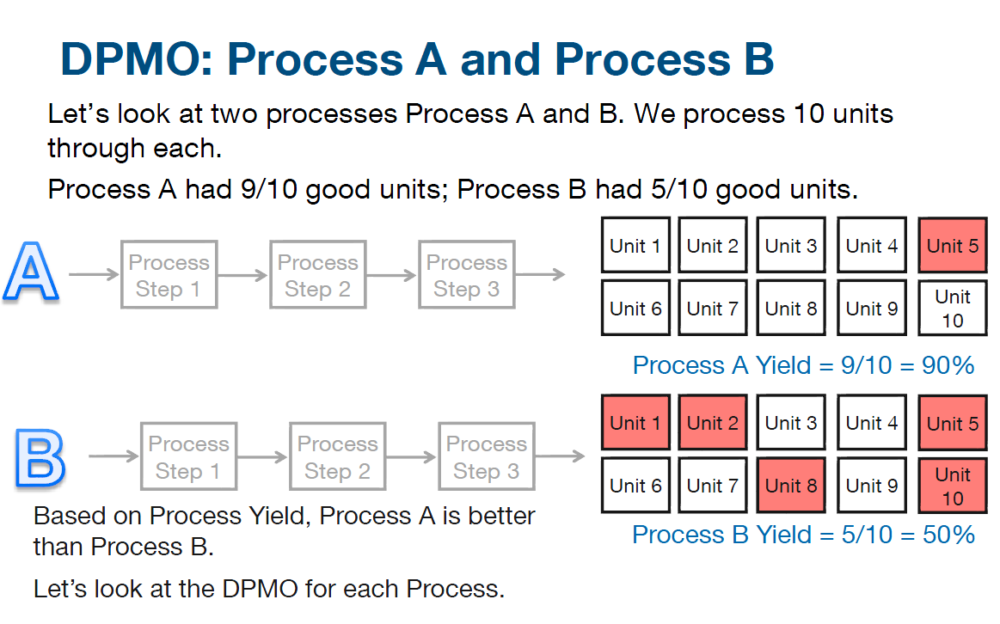 DPMO: Process A and Process B
Let’s look at two processes Process A and B. We process 10 units
through each.
Process A had 9/10 good units; Process B had 5/10 good units.
A
Process
Step 1
Process
Step 2
Process
Step 3
Unit 1
Unit 2
Unit 3
Unit 4
Unit 5
Unit 6
Unit 7
Unit 8
Unit 9
Unit
10
Process A Yield = 9/10 = 90%
B
Process
Step 1
Process
Step 2
Process
Step 3
Unit 1
Unit 2
Unit 3
Unit 4
Unit 5
Unit 6
Unit 7
Unit 8
Unit 9
Unit
10
Process B Yield = 5/10 = 50%
Based on Process Yield, Process A is better
than Process B.
Let’s look at the DPMO for each Process.